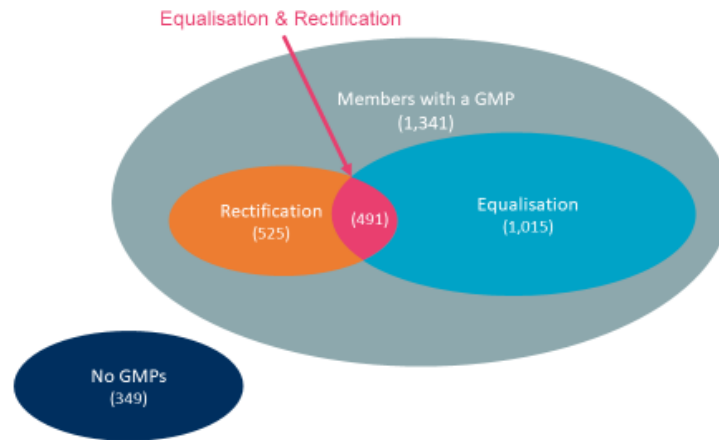 Equalisation & Rectification
Members with a GMP
(1,341)
Rectification
(525)
(491)
Equalisation
(1,015)
No GMPs
(349)